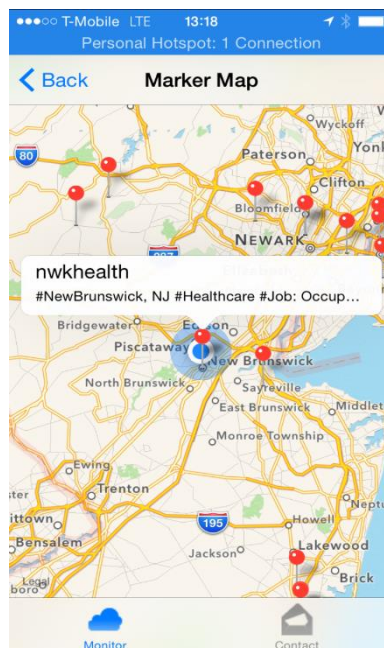 T-Mobile LTE 13:18
Personal Hotspot: 1 Connection
Back Marker Map
Wyckoff
80
Paterson
Clifton
Bloomfield
NEWARK
nwkhealth
#NewBrunswick, NJ #Healthcare #Job: Occup...
Bridgewater
Piscataway
New Brunswick
North Brunswick
Sayreville
East Brunswick
Middlet
Monroe Township
Ewing
Trenton
195
Howell
Neptu
ittown
Bensalem
Lakewood
Jackson
Brick
Monitor Contact